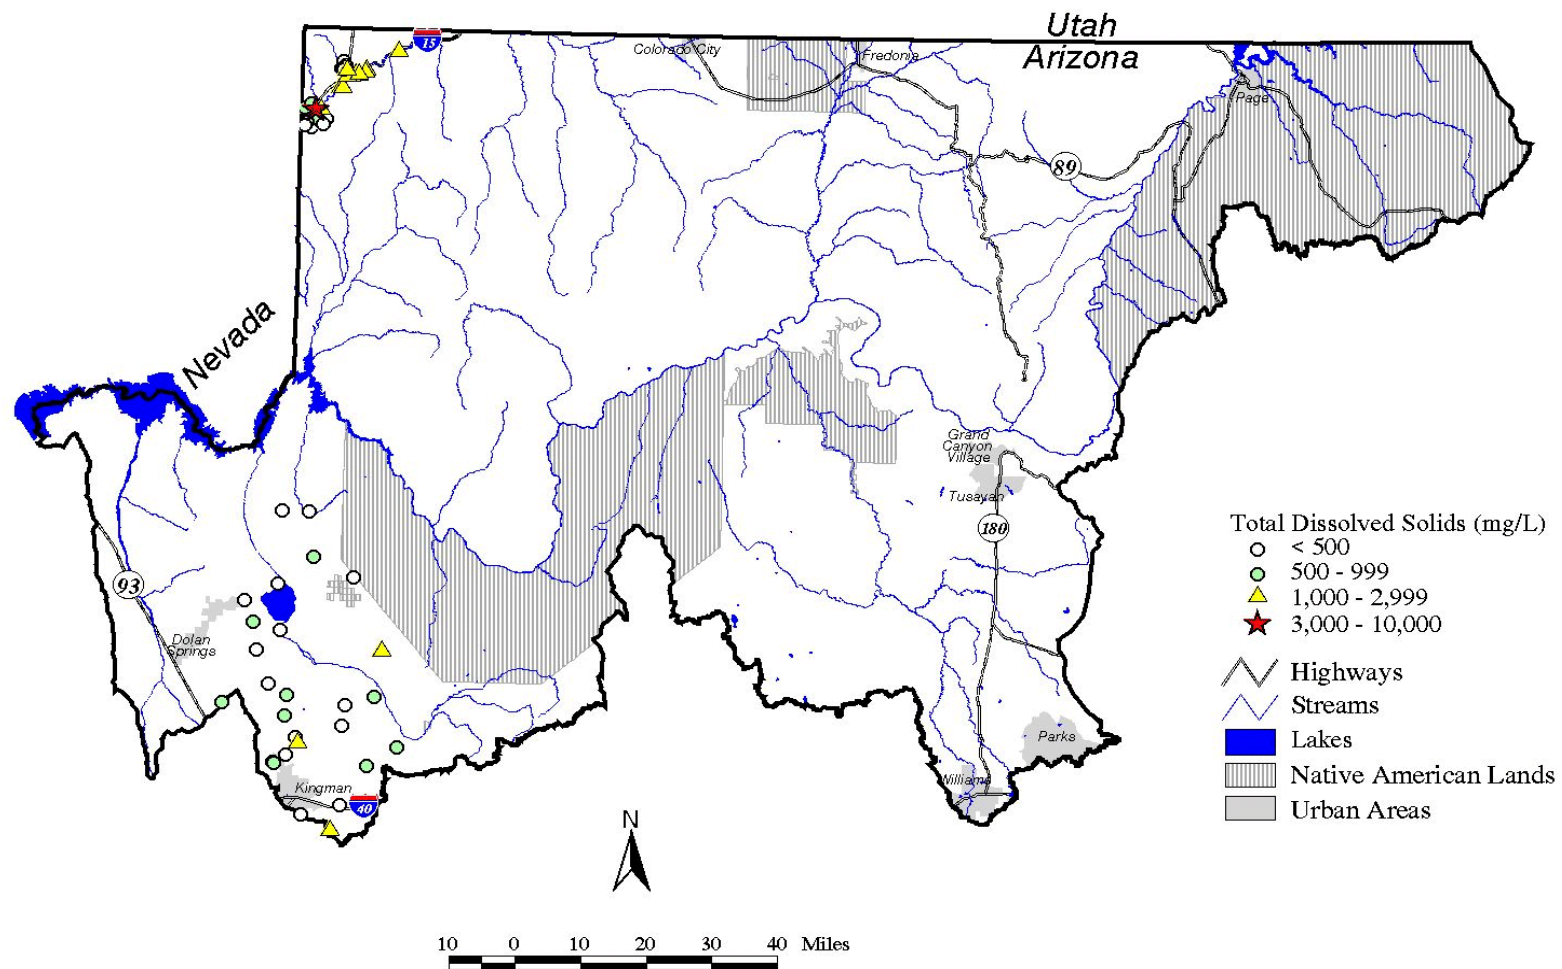 Utah
Arizona
15
Colorado City
Fredonia
Page
89
Nevada
Grand
Canyon
Village
Tusayan
180
93
Dolan
Springs
Kingman
40
Williams
Parks
Total Dissolved Solids (mg/L)
< 500
500 - 999
1,000 - 2,999
3,000 - 10,000
Highways
Streams
Lakes
Native American Lands
Urban Areas
N
10 0 10 20 30 40 Miles